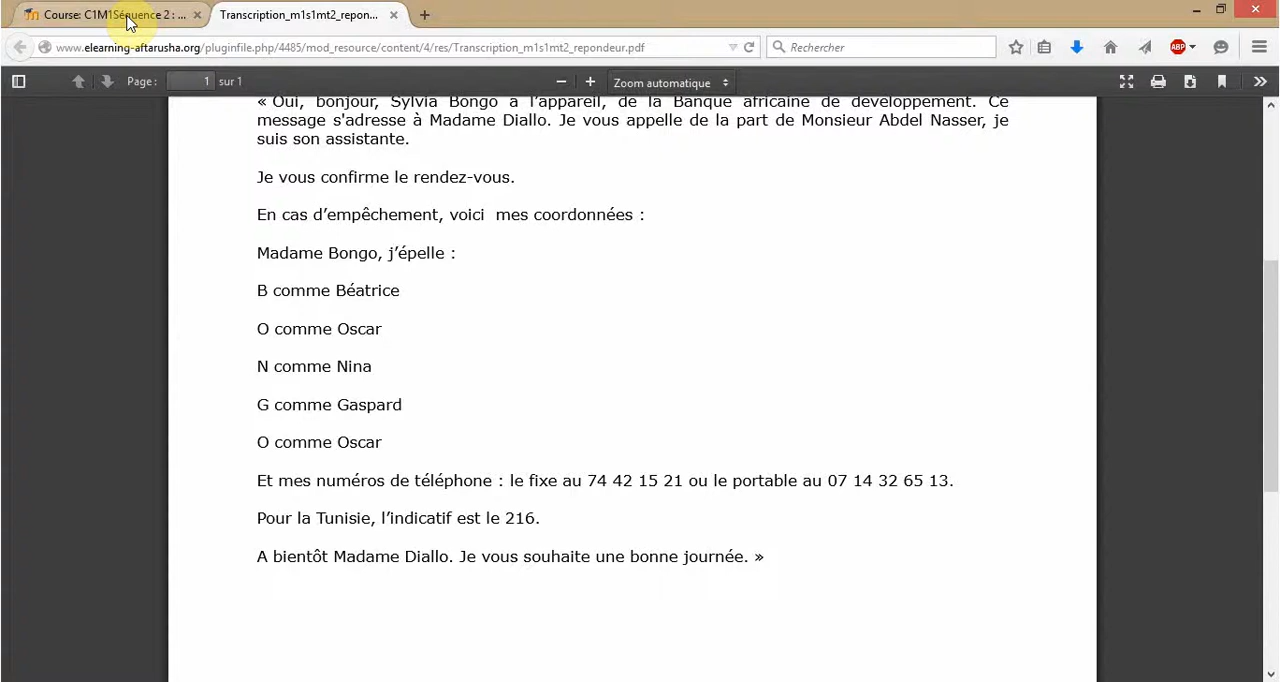 Course: C1M1Séquence 2 : ...
Transcription_m1s1mt2_repon...
www.elearning-aftarusha.org/pluginfile.php/4485/mod_resource/content/4/res/Transcription_m1s1mt2_repondeur.pdf
Rechercher
ABP
Page :
1
sur 1
Zoom automatique
« Oui, bonjour, Sylvia Bongo à l’appareil, de la Banque africaine de développement. Ce
message s'adresse à Madame Diallo. Je vous appelle de la part de Monsieur Abdel Nasser, je
suis son assistante.
Je vous confirme le rendez-vous.
En cas d’empêchement, voici mes coordonnées :
Madame Bongo, j’épelle :
B comme Béatrice
O comme Oscar
N comme Nina
G comme Gaspard
O comme Oscar
Et mes numéros de téléphone : le fixe au 74 42 15 21 ou le portable au 07 14 32 65 13.
Pour la Tunisie, l’indicatif est le 216.
A bientôt Madame Diallo. Je vous souhaite une bonne journée. »